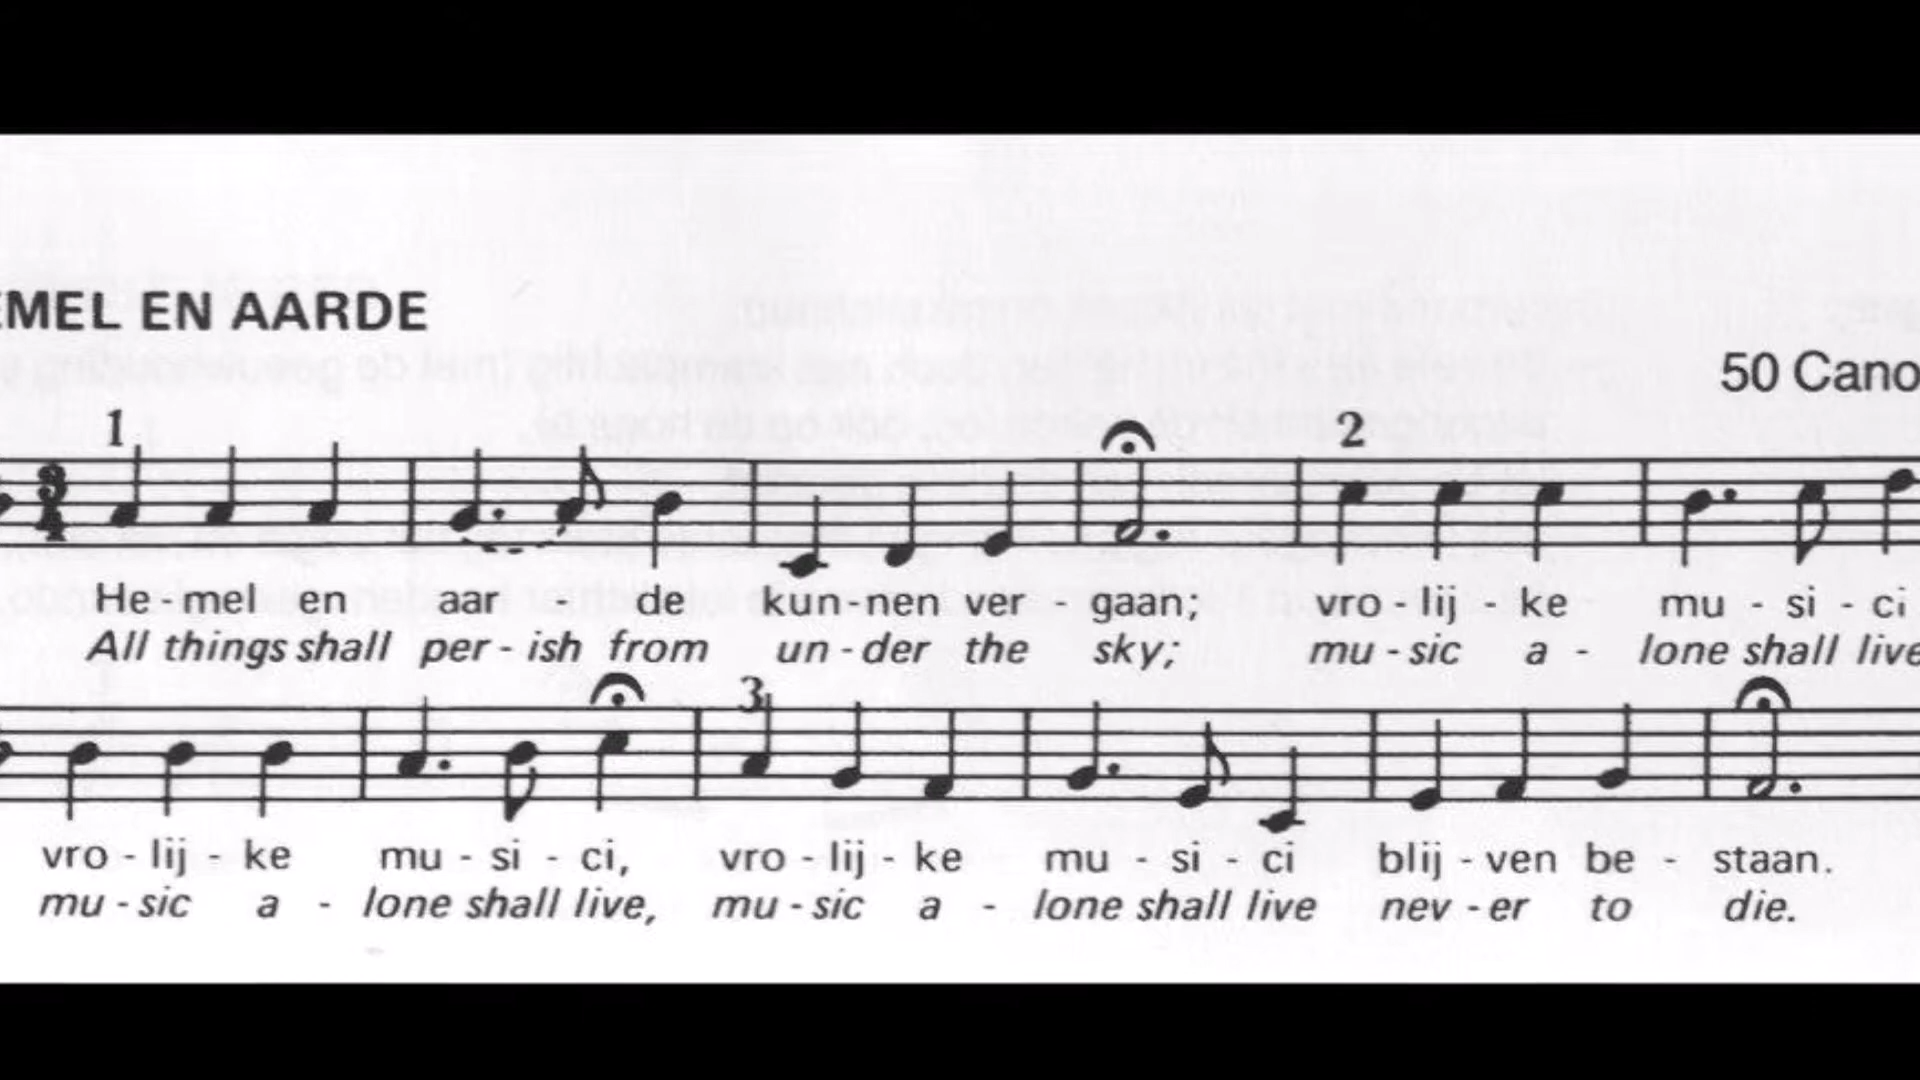 EMEL EN AARDE
50 Cano
1 2
3
4
He - mel en aar - de kun - nen ver - gaan; vro - lij - ke mu - si - ci
All things shall per - ish from un - der the sky; mu - sic a - lone shall live
3
vro - lij - ke mu - si - ci, vro - lij - ke mu - si - ci blij - ven be - staan.
mu - sic a - lone shall live, mu - sic a - lone shall live nev - er to die.